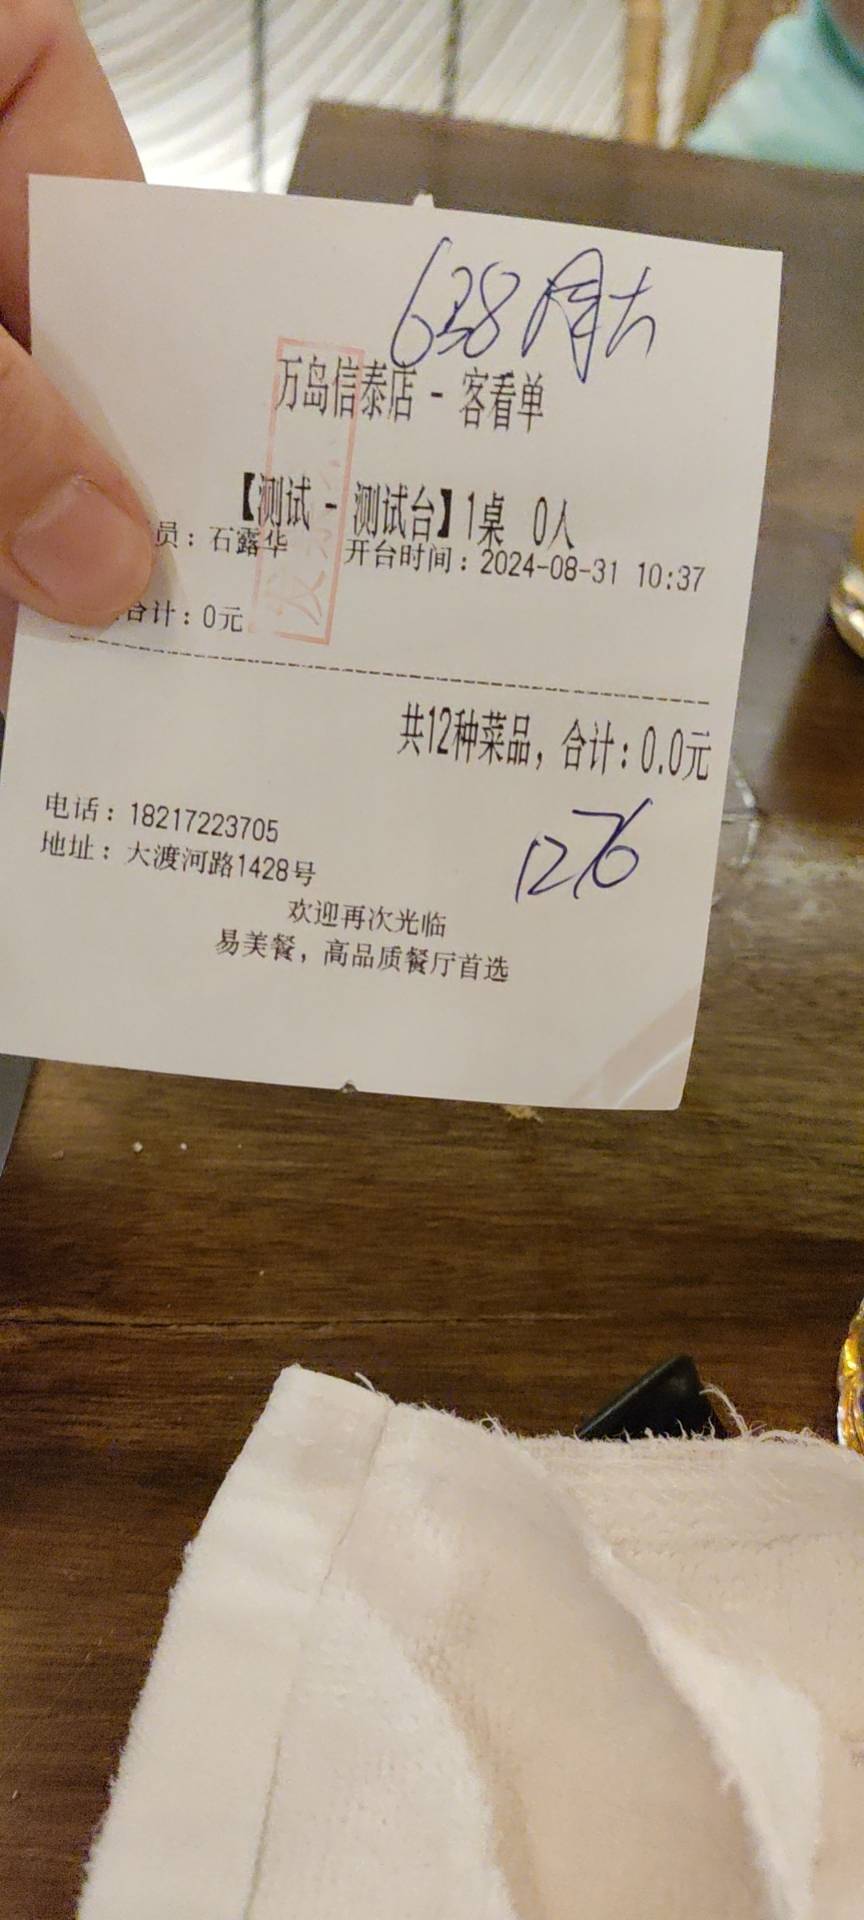 638
万岛信泰店 - 客看单
【测试 - 测试台】1桌 0人
员：石露华 开台时间：2024-08-31 10:37
合计：0元
共12种菜品，合计：0.0元
1276
电话：18217223705
地址：大渡河路1428号
欢迎再次光临
易美餐，高品质餐厅首选